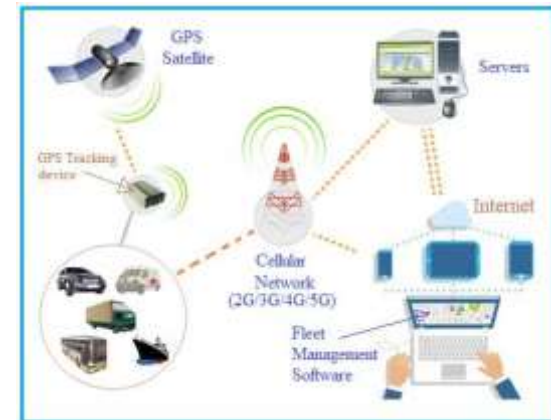 GPS
Satellite
Servers
GPS Tracking
device
Internet
Cellular
Network
(2G/3G/4G/5G)
Fleet
Management
Software